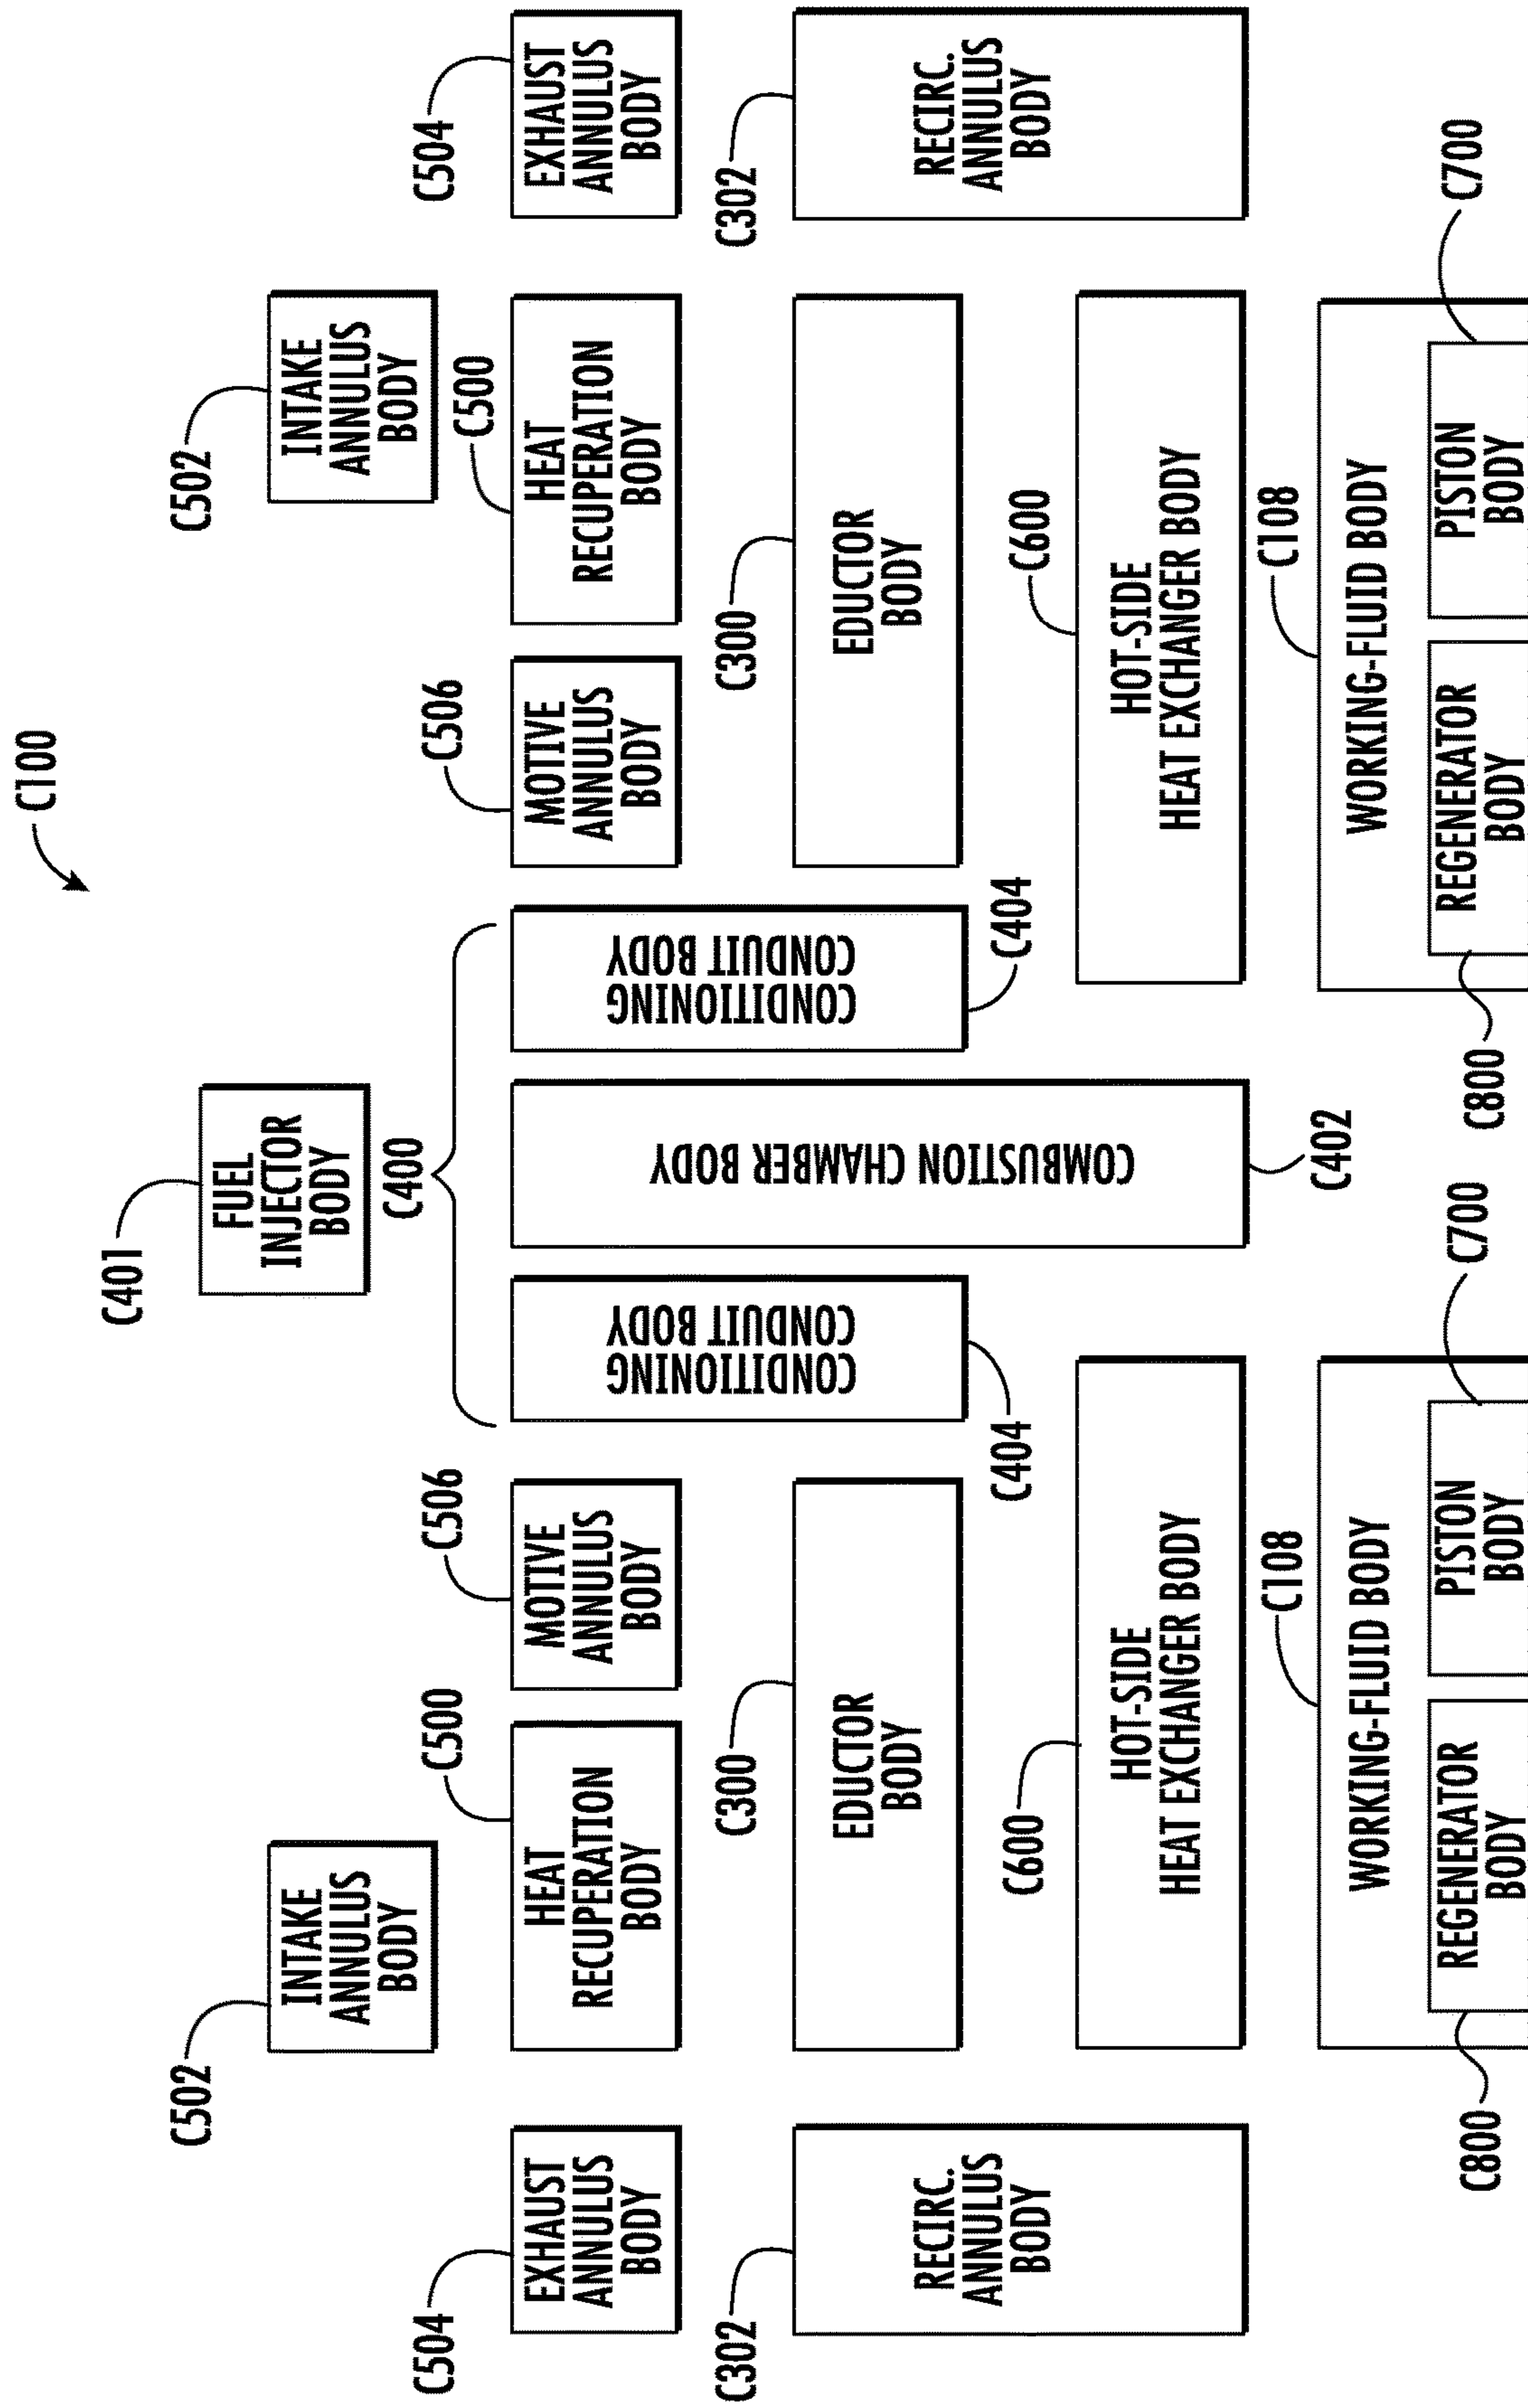 C100
C401
FUEL
INJECTOR
BODY
C502
INTAKE
ANNULUS
BODY
C502
INTAKE
ANNULUS
BODY
C400
C504
EXHAUST
ANNULUS
BODY
C500
HEAT
RECUPERATION
BODY
C506
MOTIVE
ANNULUS
BODY
CONDITIONING
CONDUIT BODY
C404
COMBUSTION CHAMBER BODY
C402
CONDITIONING
CONDUIT BODY
C404
C506
MOTIVE
ANNULUS
BODY
C500
HEAT
RECUPERATION
BODY
C504
EXHAUST
ANNULUS
BODY
C302
RECIRC.
ANNULUS
BODY
C300
EDUCTOR
BODY
C300
EDUCTOR
BODY
C302
RECIRC.
ANNULUS
BODY
C600
HOT-SIDE
HEAT EXCHANGER BODY
C600
HOT-SIDE
HEAT EXCHANGER BODY
C108
WORKING-FLUID BODY
C800
REGENERATOR
BODY
C700
PISTON
BODY
C108
WORKING-FLUID BODY
C800
REGENERATOR
BODY
C700
PISTON
BODY